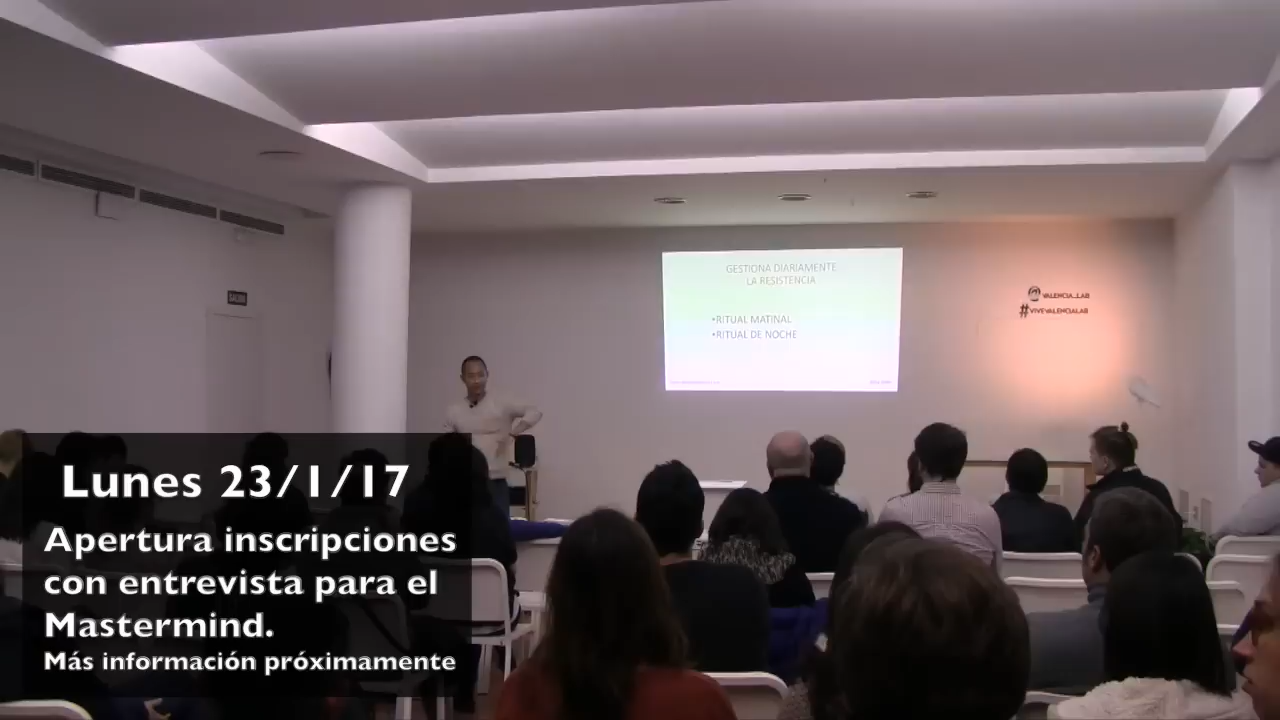 SALIDA
GESTIONA DIARIAMENTE
LA RESISTENCIA
•RITUAL MATINAL
•RITUAL DE NOCHE
@VALENCIA_LAB
#VIVEVALENCIALAB
Lunes 23/1/17
Apertura inscripciones
con entrevista para el
Mastermind.
Más información próximamente